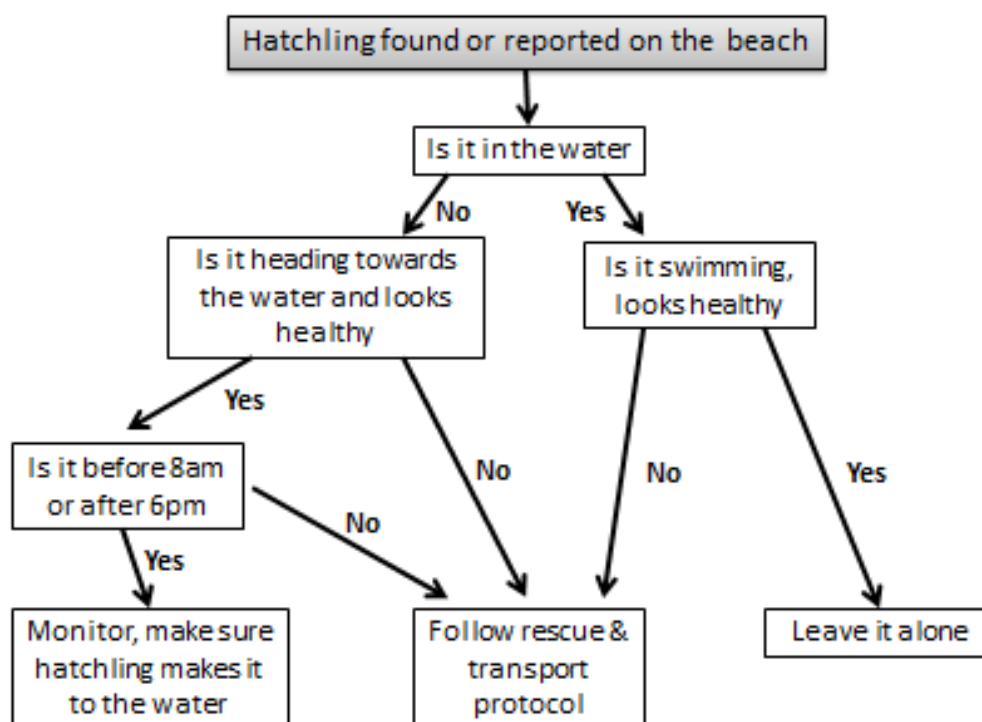 Hatchling found or reported on the beach
Is it in the water
No
Yes
Is it heading towards
the water and looks
healthy
Is it swimming,
looks healthy
Yes
No
No
Yes
Is it before 8am
or after 6pm
No
Yes
Monitor, make sure
hatchling makes it
to the water
Follow rescue &
transport
protocol
Leave it alone